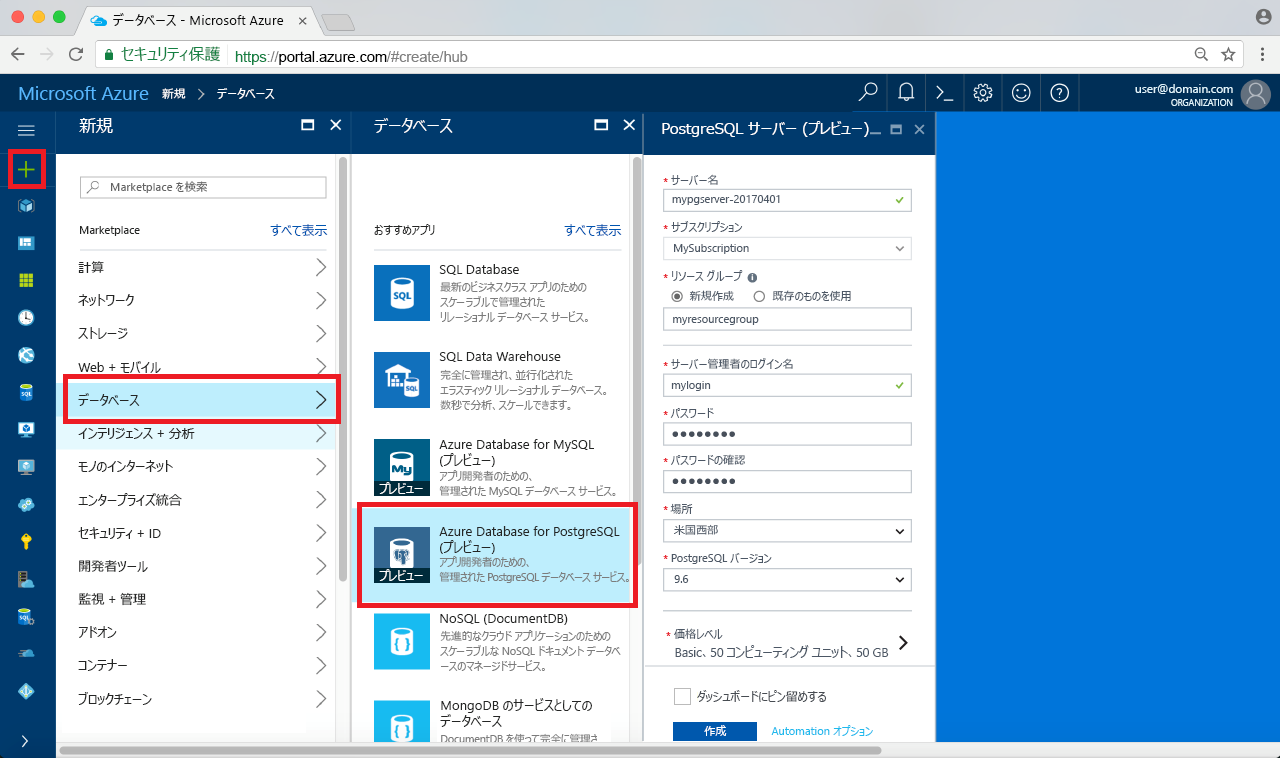 データベース - Microsoft Azure
セキュリティ保護 https://portal.azure.com/#create/hub
Microsoft Azure 新規 データベース
user@domain.com
ORGANIZATION
新規
Marketplace を検索
Marketplace すべて表示
計算
ネットワーク
ストレージ
Web + モバイル
データベース
インテリジェンス + 分析
モノのインターネット
エンタープライズ統合
セキュリティ + ID
開発者ツール
監視 + 管理
アドオン
コンテナー
ブロックチェーン
データベース
おすすめアプリ すべて表示
SQL
SQL Database
最新のビジネスクラス アプリのための
スケーラブルで管理された
リレーショナル データベース サービス。
SQL
SQL Data Warehouse
完全に管理され、並行化された
エラスティック リレーショナル データベース。
数秒で分析、スケールできます。
My
プレビュー
Azure Database for MySQL
(プレビュー)
アプリ開発者のための、
管理された MySQL データベース サービス。
プレビュー
Azure Database for PostgreSQL
(プレビュー)
アプリ開発者のための、
管理された PostgreSQL データベース サービス。
{ }
NoSQL (DocumentDB)
先進的なクラウド アプリケーションのための
スケーラブルな NoSQL ドキュメント データベ
ースのマネージドサービス。
{ }
MongoDB のサービスとしての
データベース
DocumentDB を使って完全に管理さ
PostgreSQL サーバー (プレビュー)
* サーバー名
mypgserver-20170401
* サブスクリプション
MySubscription
* リソース グループ
新規作成 既存のものを使用
myresourcegroup
* サーバー管理者のログイン名
mylogin
* パスワード
●●●●●●●●
* パスワードの確認
●●●●●●●●
* 場所
米国西部
* PostgreSQL バージョン
9.6
* 価格レベル
Basic、50 コンピューティング ユニット、50 GB
ダッシュボードにピン留めする
作成 Automation オプション